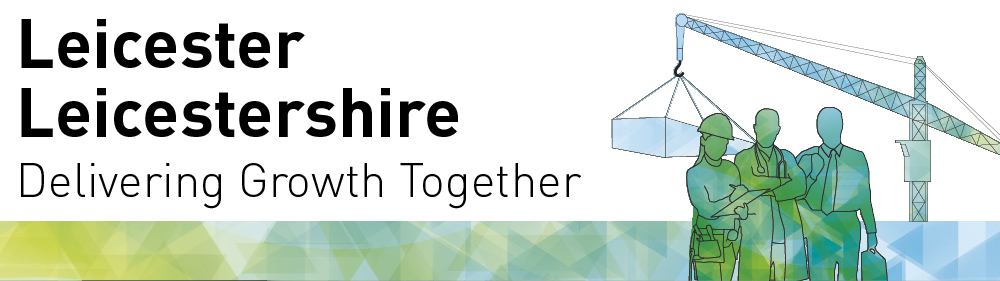 Leicester
Leicestershire
Delivering Growth Together